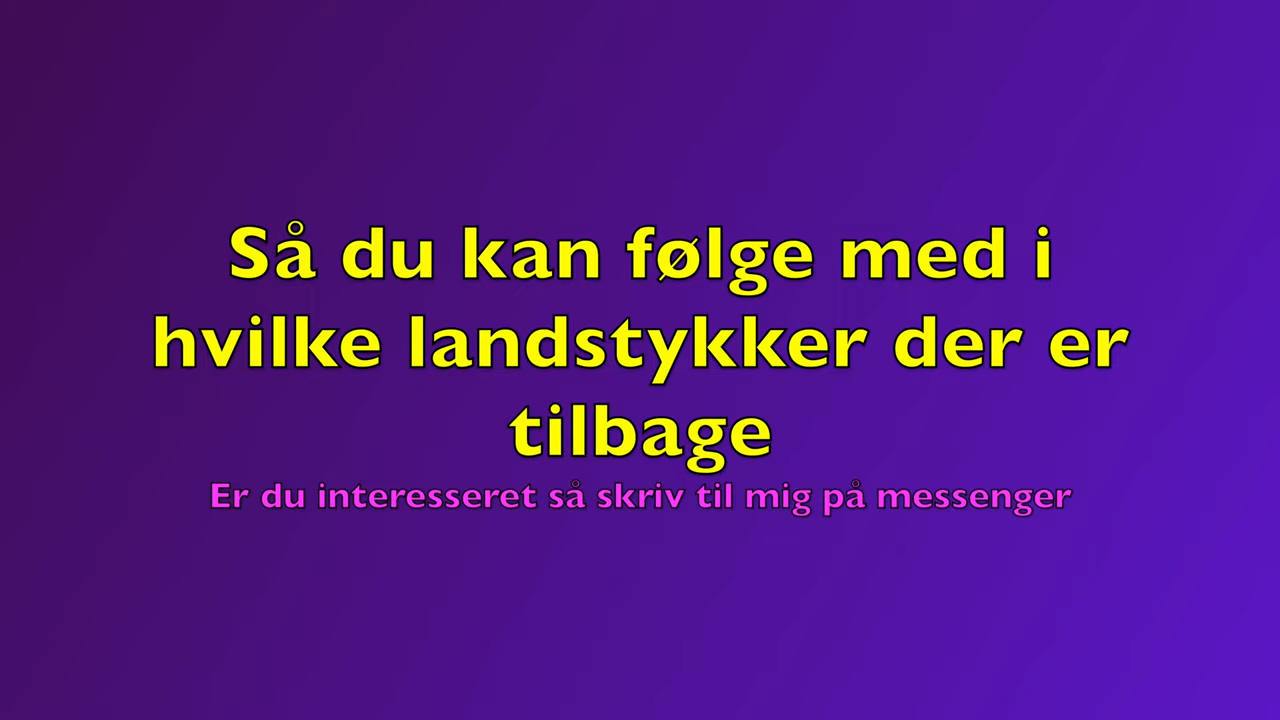 Så du kan følge med i
hvilke landstykker der er
tilbage
Er du interesseret så skriv til mig på messenger